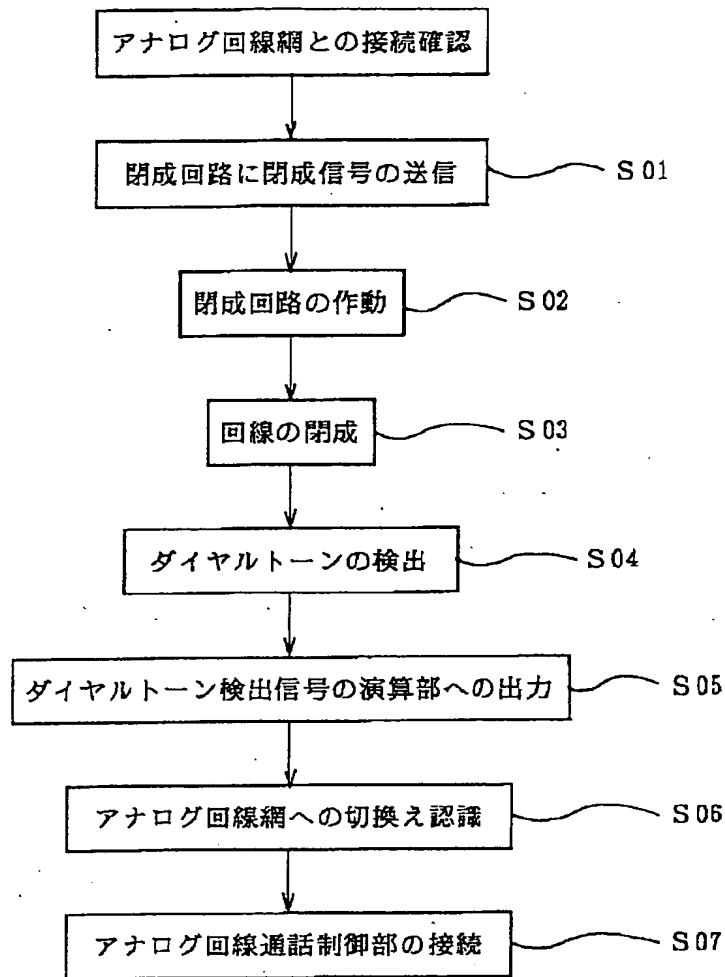 アナログ回線網との接続確認
閉成回路に閉成信号の送信
S01
閉成回路の作動
S02
回線の閉成
S03
ダイヤルトーンの検出
S04
ダイヤルトーン検出信号の演算部への出力
S05
アナログ回線網への切換え認識
S06
アナログ回線通話制御部の接続
S07